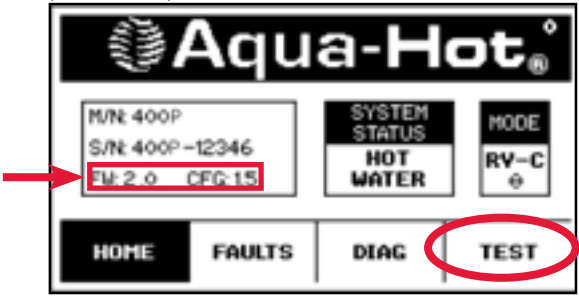 Aqua-Hot®
M/N: 400P
S/N: 400P-12346
FW: 2.0 CFG: 15
SYSTEM
STATUS
HOT
WATER
MODE
RV-C
HOME FAULTS DIAG TEST